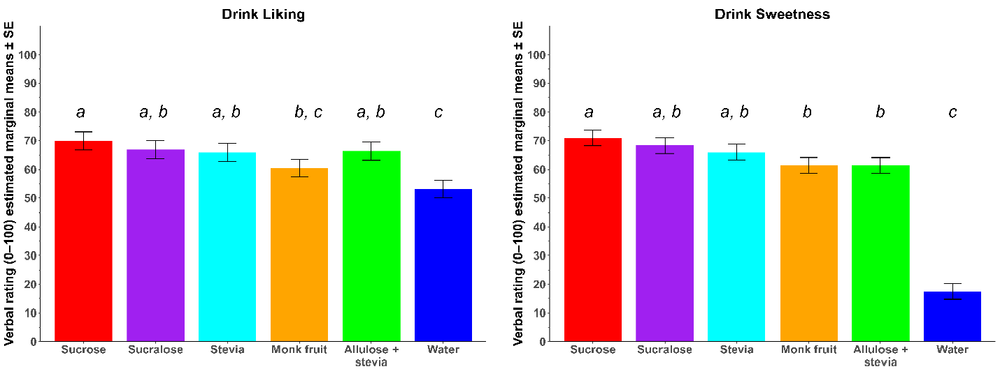 Drink Liking
Verbal rating (0–100) estimated marginal means ± SE
100
90
80
70
60
50
40
30
20
10
0
a
a, b
a, b
b, c
a, b
c
Sucrose
Sucralose
Stevia
Monk fruit
Allulose +
stevia
Water
Drink Sweetness
Verbal rating (0–100) estimated marginal means ± SE
100
90
80
70
60
50
40
30
20
10
0
a
a, b
a, b
b
b
c
Sucrose
Sucralose
Stevia
Monk fruit
Allulose +
stevia
Water